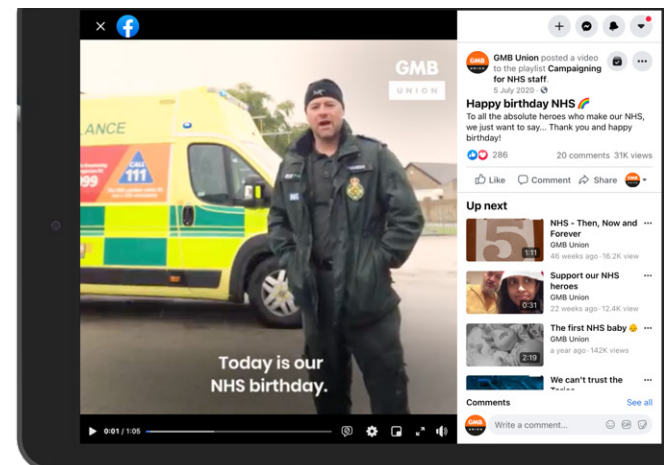 GMB
UNION
LANCE
CALL
111
99
Today is our
NHS birthday.
0:01 / 1:05
GMB Union posted a video
to the playlist Campaigning
for NHS staff.
5 July 2020
Happy birthday NHS 🌈
To all the absolute heroes who make our NHS,
we just want to say... Thank you and happy
birthday!
286 20 comments 31K views
Like Comment Share
Up next
NHS - Then, Now and
Forever
GMB Union
46 weeks ago · 16.2K view
1:11
Support our NHS
heroes
GMB Union
22 weeks ago · 12.4K view
0:31
The first NHS baby 👶
GMB Union
a year ago · 142K views
2:19
We can't trust the
Comments See all
Write a comment...
GIF